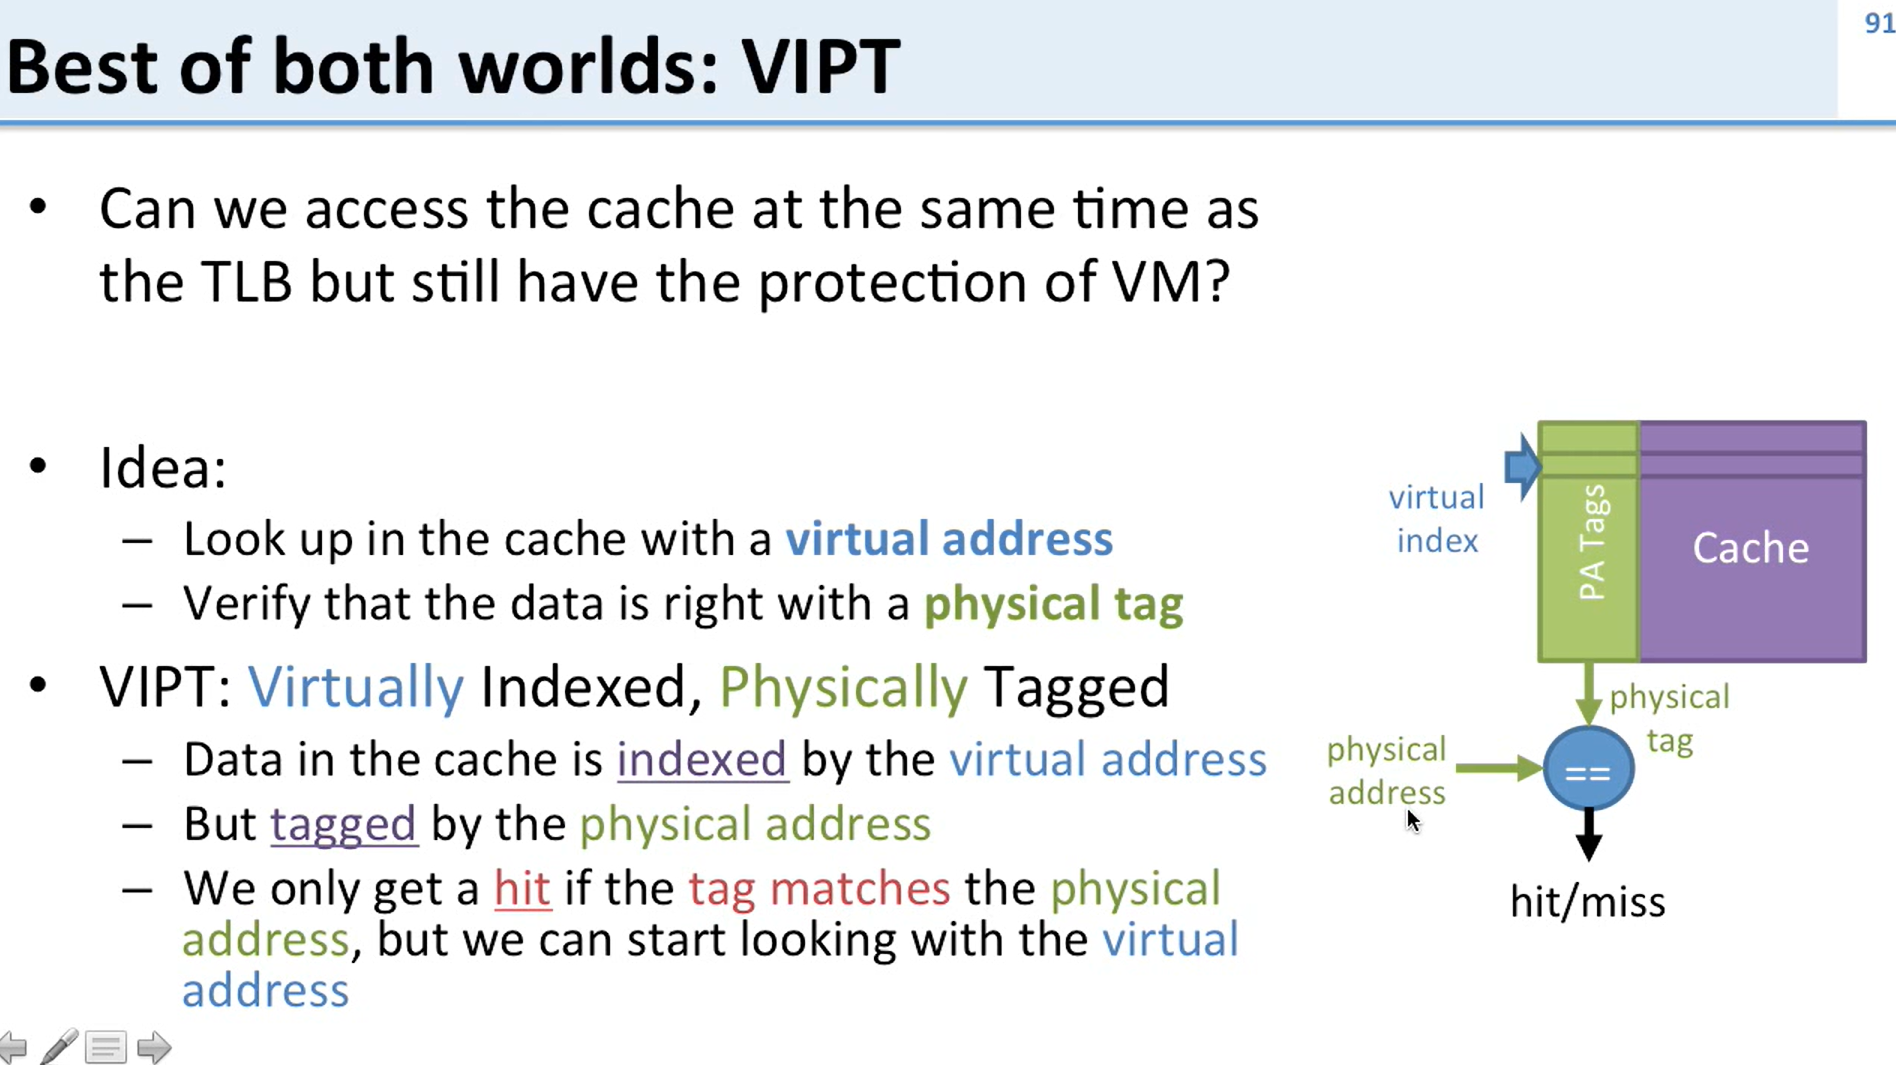 Best of both worlds: VIPT
91
• Can we access the cache at the same time as
the TLB but still have the protection of VM?
• Idea:
– Look up in the cache with a virtual address
– Verify that the data is right with a physical tag
• VIPT: Virtually Indexed, Physically Tagged
– Data in the cache is indexed by the virtual address
– But tagged by the physical address
– We only get a hit if the tag matches the physical
address, but we can start looking with the virtual
address
virtual
index
PA Tags
Cache
physical
tag
physical
address
==
hit/miss